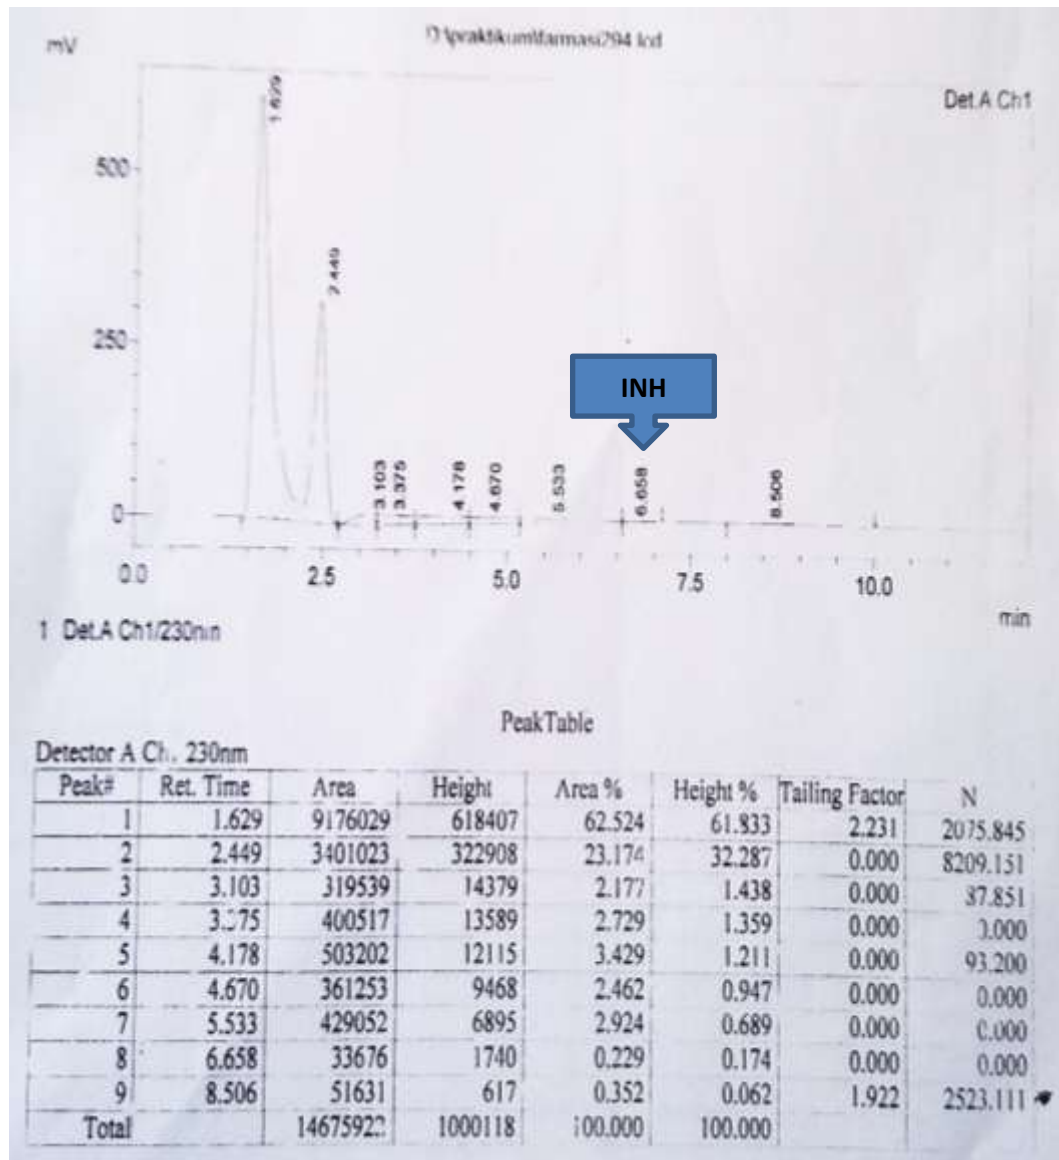 mV
Det.A Ch1
1.629
500
2.449
250
INH
3.103
3.375
4.178
4.670
5.533
6.658
8.506
0
0.0 2.5 5.0 7.5 10.0
min
1 Det.A Ch1/230nm
PeakTable
Detector A Ch. 230nm
Peak# Ret. Time Area Height Area % Height % Tailing Factor N
1 1.629 9176029 618407 62.524 61.833 2.231 2075.845
2 2.449 3401023 322908 23.174 32.287 0.000 8209.151
3 3.103 319539 14379 2.177 1.438 0.000 87.851
4 3.375 400517 13589 2.729 1.359 0.000 0.000
5 4.178 503202 12115 3.429 1.211 0.000 93.200
6 4.670 361253 9468 2.462 0.947 0.000 0.000
7 5.533 429052 6895 2.924 0.689 0.000 0.000
8 6.658 33676 1740 0.229 0.174 0.000 0.000
9 8.506 51631 617 0.352 0.062 1.922 2523.111
Total 14675922 1000118 100.000 100.000